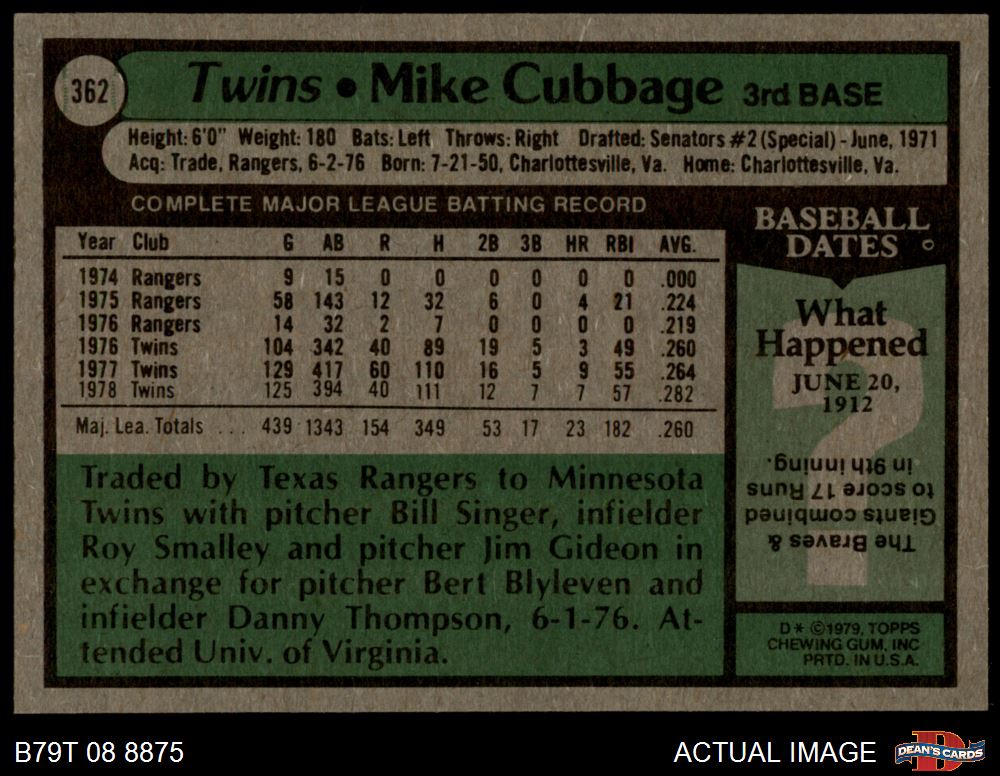 362
Twins • Mike Cubbage 3rd BASE
Height: 6'0" Weight: 180 Bats: Left Throws: Right Drafted: Senators #2 (Special) - June, 1971
Acq: Trade, Rangers, 6-2-76 Born: 7-21-50, Charlottesville, Va. Home: Charlottesville, Va.
COMPLETE MAJOR LEAGUE BATTING RECORD
Year Club G AB R H 2B 3B HR RBI AVG.
1974 Rangers 9 15 0 0 0 0 0 0 .000
1975 Rangers 58 143 12 32 6 0 4 21 .224
1976 Rangers 14 32 2 7 0 0 0 0 .219
1976 Twins 104 342 40 89 19 5 3 49 .260
1977 Twins 129 417 60 110 16 5 9 55 .264
1978 Twins 125 394 40 111 12 7 7 57 .282
Maj. Lea. Totals ... 439 1343 154 349 53 17 23 182 .260
Traded by Texas Rangers to Minnesota
Twins with pitcher Bill Singer, infielder
Roy Smalley and pitcher Jim Gideon in
exchange for pitcher Bert Blyleven and
infielder Danny Thompson, 6-1-76. At-
tended Univ. of Virginia.
BASEBALL
DATES
What
Happened
JUNE 20,
1912
?
The Braves &
Giants combined
to score 17 Runs
in 9th inning.
D* ©1979, TOPPS
CHEWING GUM, INC
PRTD. IN U.S.A.
B79T 08 8875
ACTUAL IMAGE
D
DEAN'S CARDS